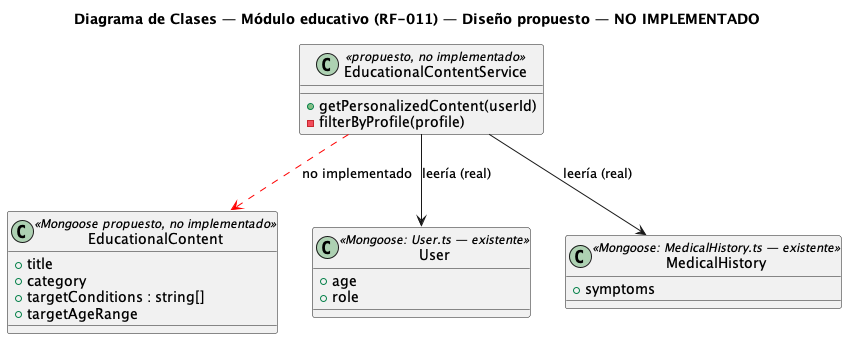 Diagrama de Clases — Módulo educativo (RF-011) — Diseño propuesto — NO IMPLEMENTADO
«propuesto, no implementado»
C EducationalContentService
getPersonalizedContent(userId)
filterByProfile(profile)
no implementado
leería (real)
leería (real)
«Mongoose propuesto, no implementado»
C EducationalContent
title
category
targetConditions : string[]
targetAgeRange
«Mongoose: User.ts — existente»
C User
age
role
«Mongoose: MedicalHistory.ts — existente»
C MedicalHistory
symptoms